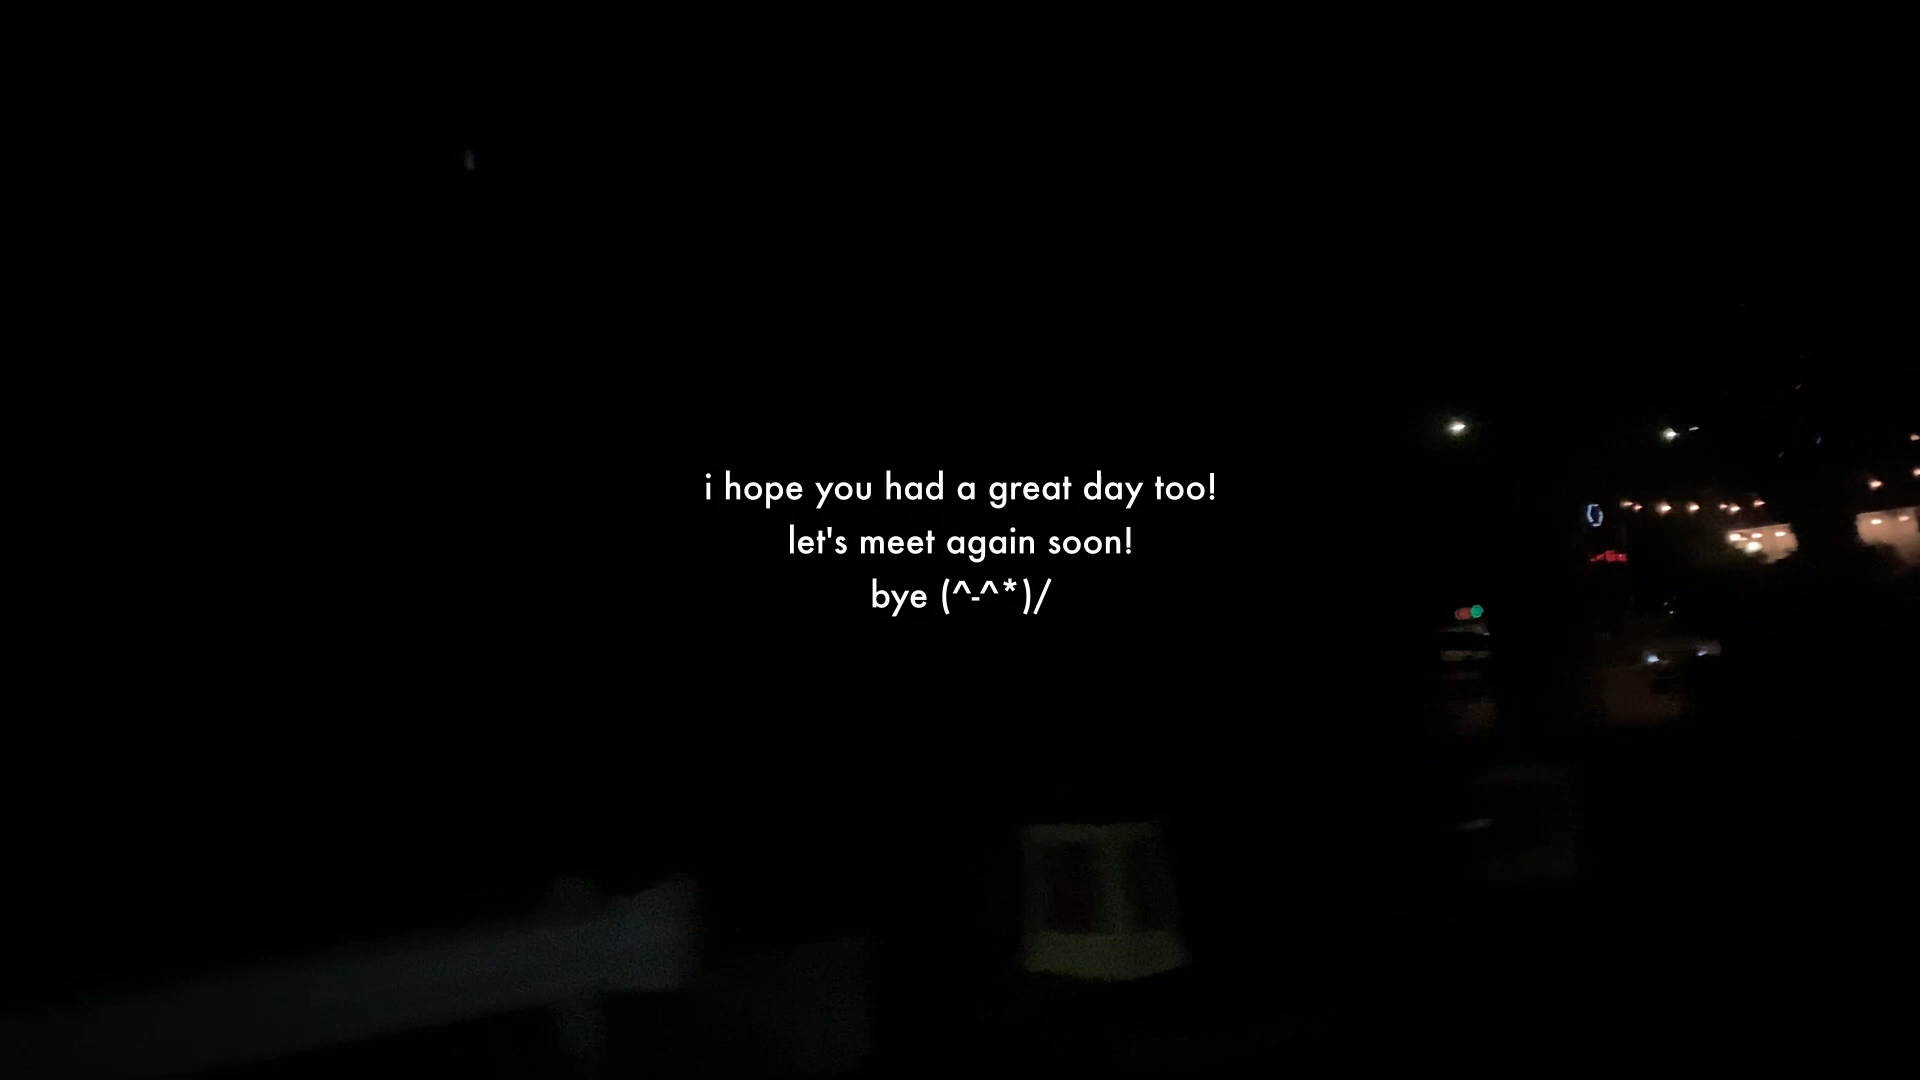 i hope you had a great day too!
let's meet again soon!
bye (^-^*)/